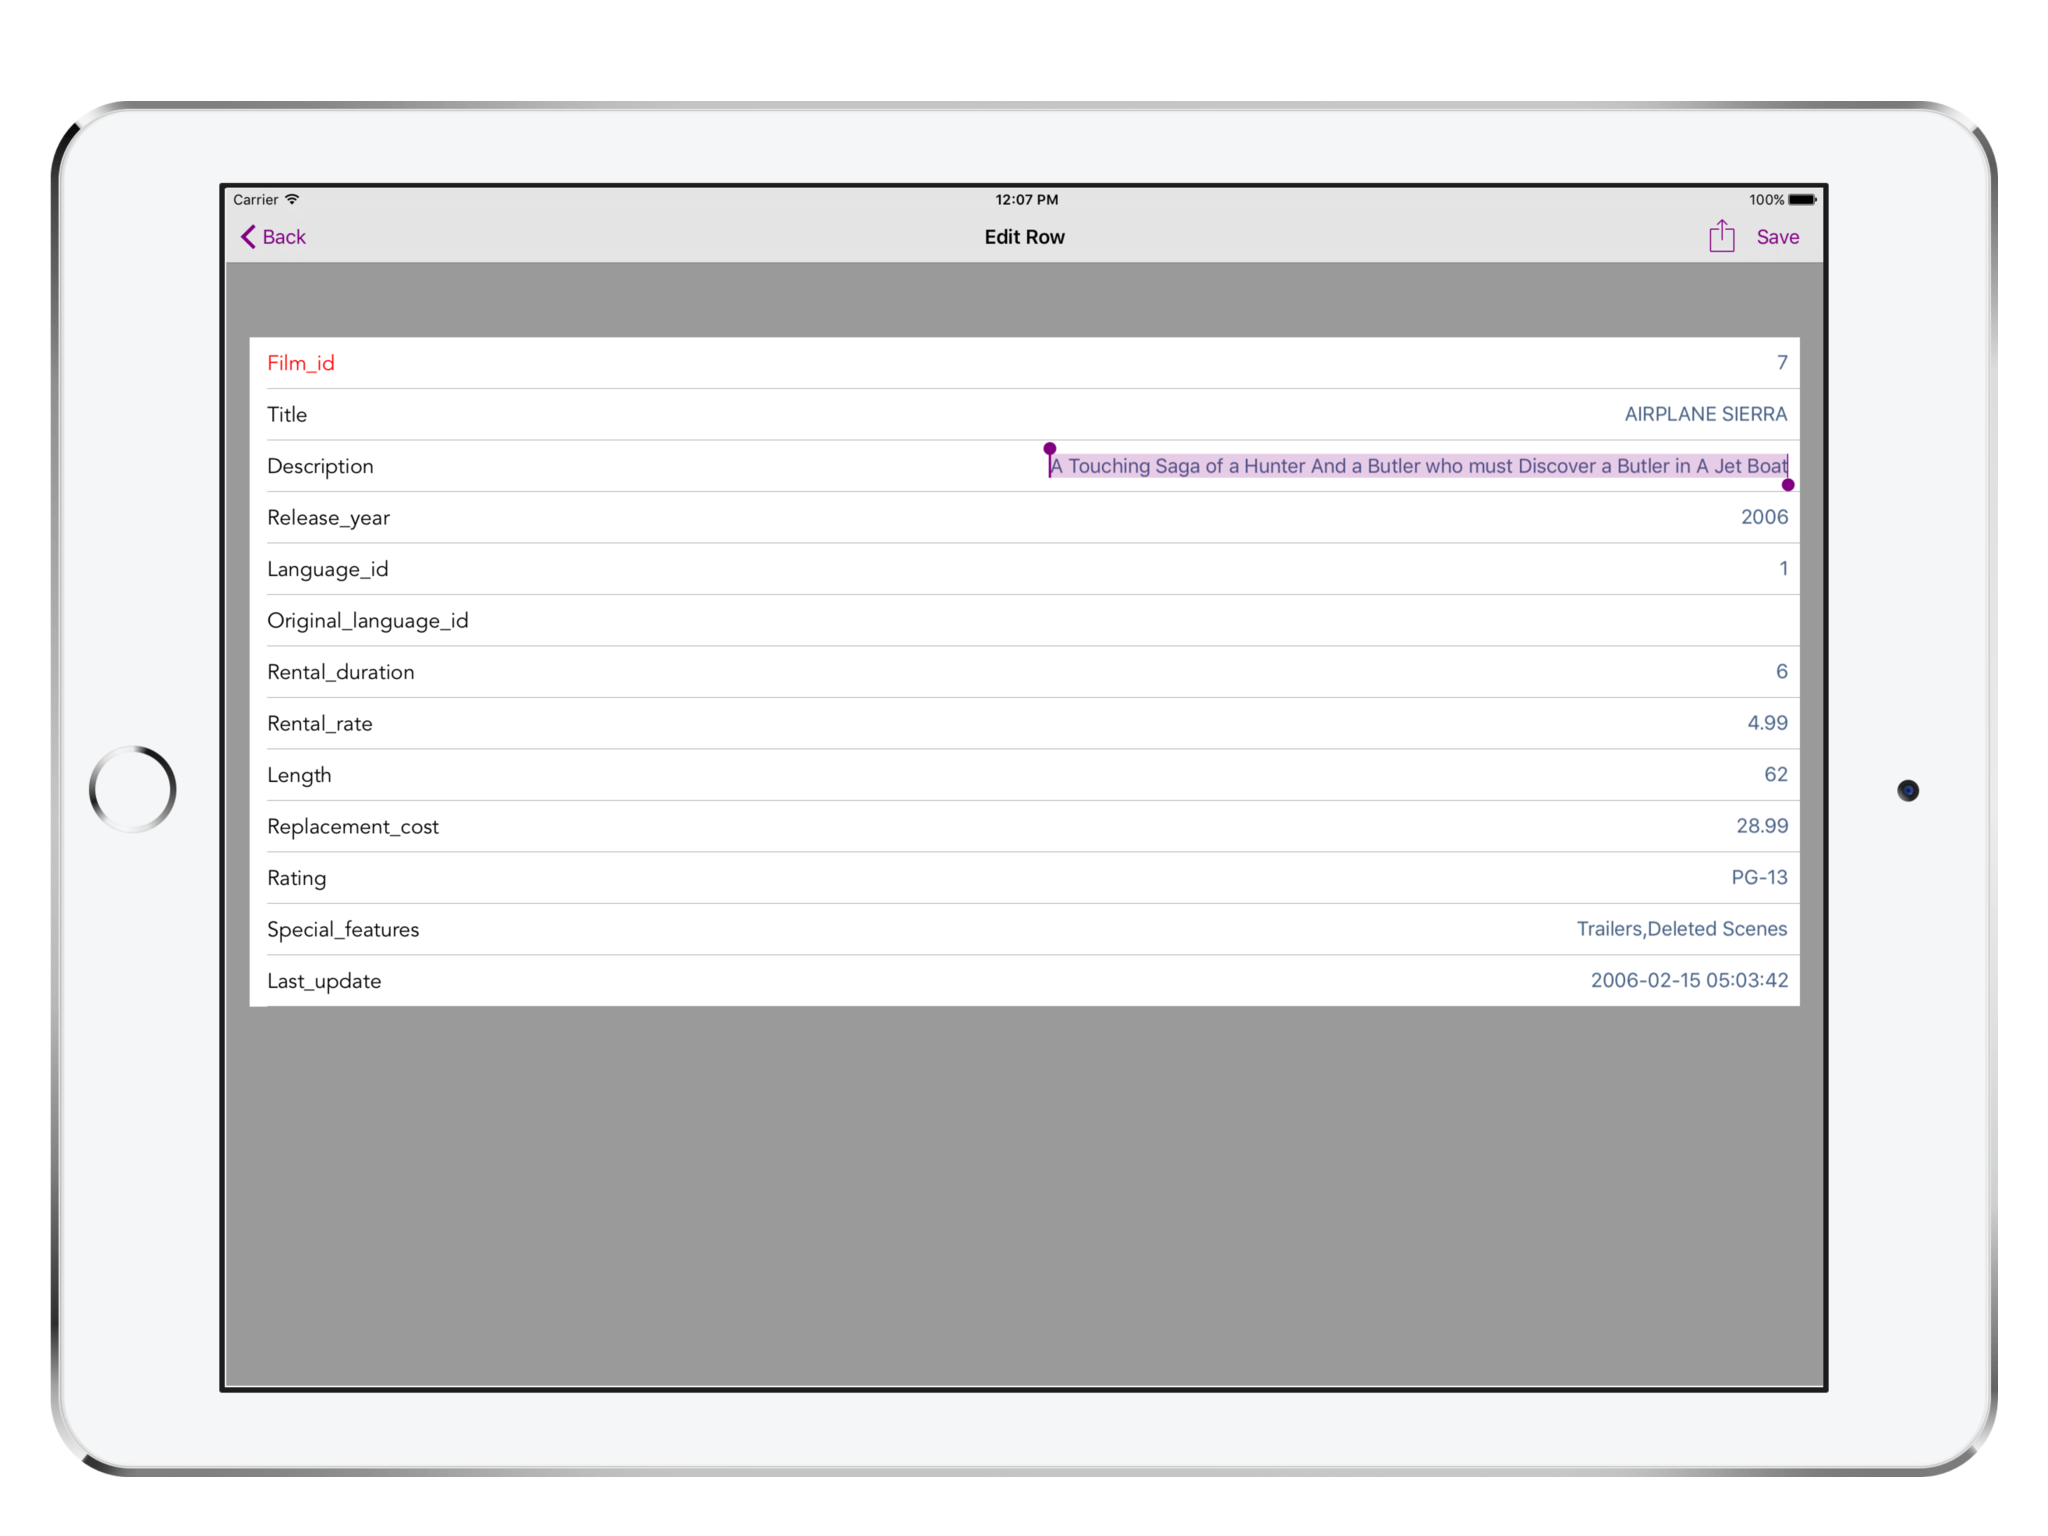 Carrier 12:07 PM 100%
Back Edit Row Save
Film_id 7
Title AIRPLANE SIERRA
Description A Touching Saga of a Hunter And a Butler who must Discover a Butler in A Jet Boat
Release_year 2006
Language_id 1
Original_language_id
Rental_duration 6
Rental_rate 4.99
Length 62
Replacement_cost 28.99
Rating PG-13
Special_features Trailers,Deleted Scenes
Last_update 2006-02-15 05:03:42